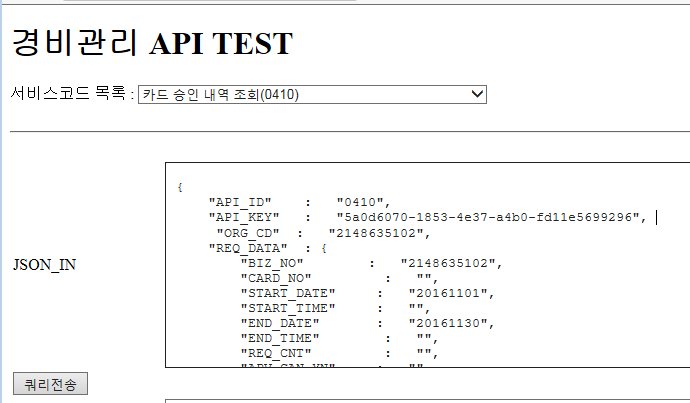 경비관리 API TEST
서비스코드 목록 : 카드 승인 내역 조회(0410)
{
"API_ID" : "0410",
"API_KEY" : "5a0d6070-1853-4e37-a4b0-fd11e5699296",
"ORG_CD" : "2148635102",
"REQ_DATA" : {
JSON_IN
"BIZ_NO" : "2148635102",
"CARD_NO" : "",
"START_DATE" : "20161101",
"START_TIME" : "",
"END_DATE" : "20161130",
"END_TIME" : "",
"REQ_CNT" : "",
쿼리전송